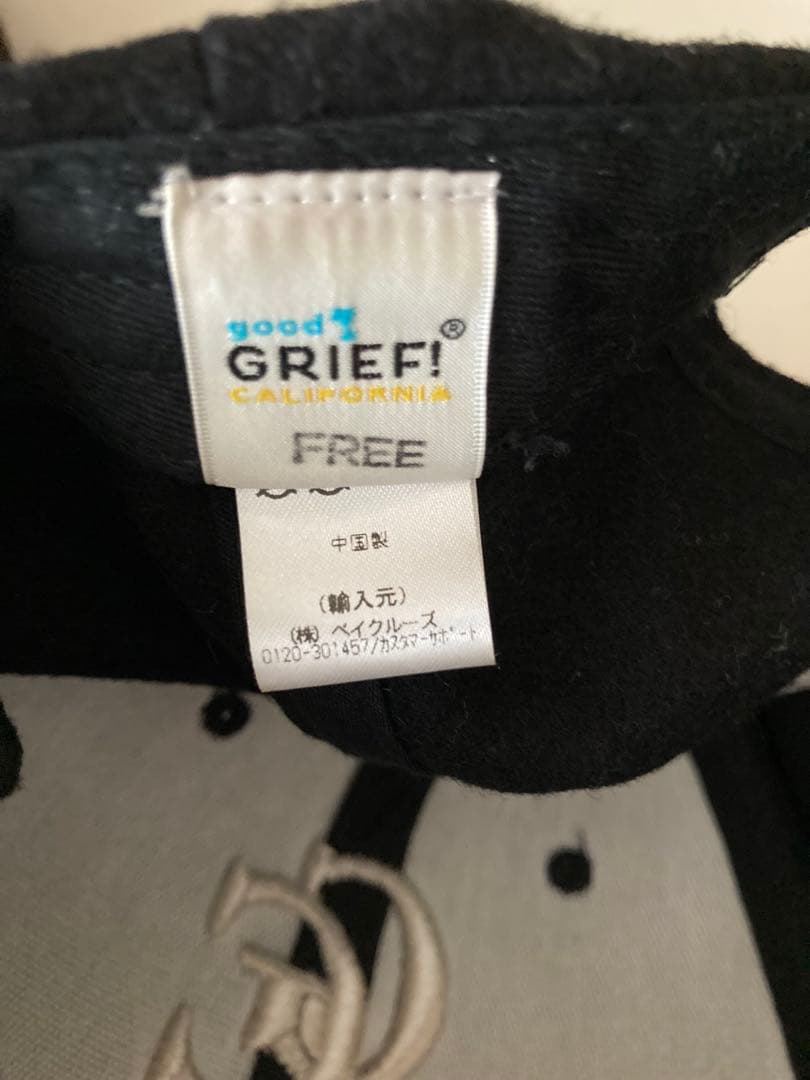 good
GRIEF!®
CALIFORNIA
FREE
中国製
(輸入元)
(株) ベイクルーズ
0120-301457/カスタマーサポート